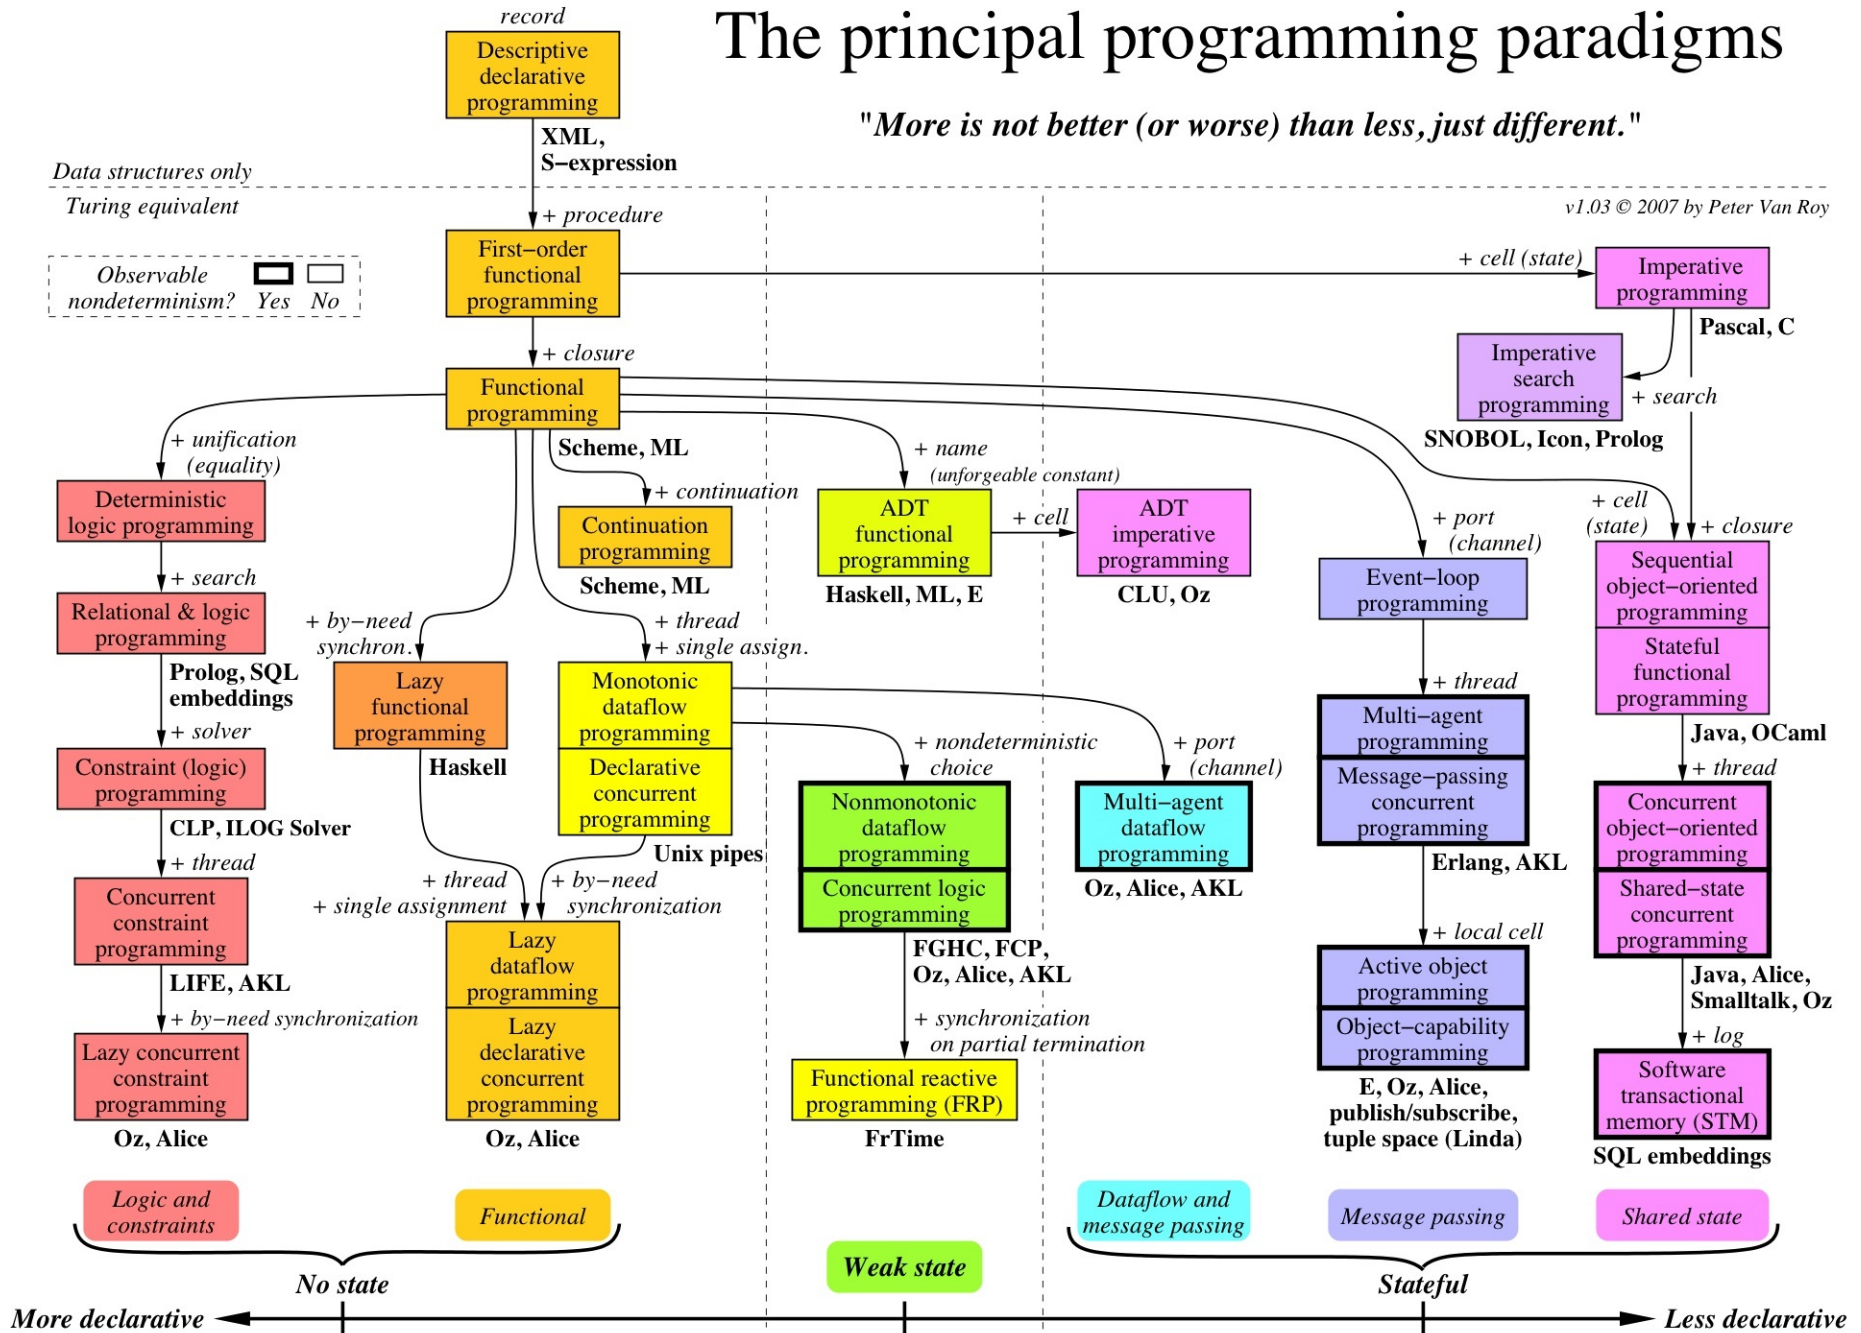 The principal programming paradigms
"More is not better (or worse) than less, just different."
record
Descriptive
declarative
programming
XML,
S−expression
Data structures only
Turing equivalent
v1.03 © 2007 by Peter Van Roy
+ procedure
Observable
nondeterminism?
Yes
No
First−order
functional
programming
+ cell (state)
Imperative
programming
Pascal, C
+ search
Imperative
search
programming
SNOBOL, Icon, Prolog
+ closure
Functional
programming
Scheme, ML
+ unification
(equality)
Deterministic
logic programming
+ search
Relational & logic
programming
Prolog, SQL
embeddings
+ solver
Constraint (logic)
programming
CLP, ILOG Solver
+ thread
Concurrent
constraint
programming
LIFE, AKL
+ by−need synchronization
Lazy concurrent
constraint
programming
Oz, Alice
+ continuation
Continuation
programming
Scheme, ML
+ by−need
synchron.
Lazy
functional
programming
Haskell
+ thread
+ single assign.
Monotonic
dataflow
programming
Declarative
concurrent
programming
Unix pipes
+ thread
+ single assignment
+ by−need
synchronization
Lazy
dataflow
programming
Lazy
declarative
concurrent
programming
Oz, Alice
+ name
(unforgeable constant)
ADT
functional
programming
Haskell, ML, E
+ cell
ADT
imperative
programming
CLU, Oz
+ nondeterministic
choice
Nonmonotonic
dataflow
programming
Concurrent logic
programming
FGHC, FCP,
Oz, Alice, AKL
+ synchronization
on partial termination
Functional reactive
programming (FRP)
FrTime
+ port
(channel)
Multi−agent
dataflow
programming
Oz, Alice, AKL
+ port
(channel)
Event−loop
programming
+ thread
Multi−agent
programming
Message−passing
concurrent
programming
Erlang, AKL
+ local cell
Active object
programming
Object−capability
programming
E, Oz, Alice,
publish/subscribe,
tuple space (Linda)
+ cell
(state)
+ closure
Sequential
object−oriented
programming
Stateful
functional
programming
Java, OCaml
+ thread
Concurrent
object−oriented
programming
Shared−state
concurrent
programming
Java, Alice,
Smalltalk, Oz
+ log
Software
transactional
memory (STM)
SQL embeddings
Logic and
constraints
Functional
Dataflow and
message passing
Message passing
Shared state
No state
Weak state
Stateful
More declarative
Less declarative